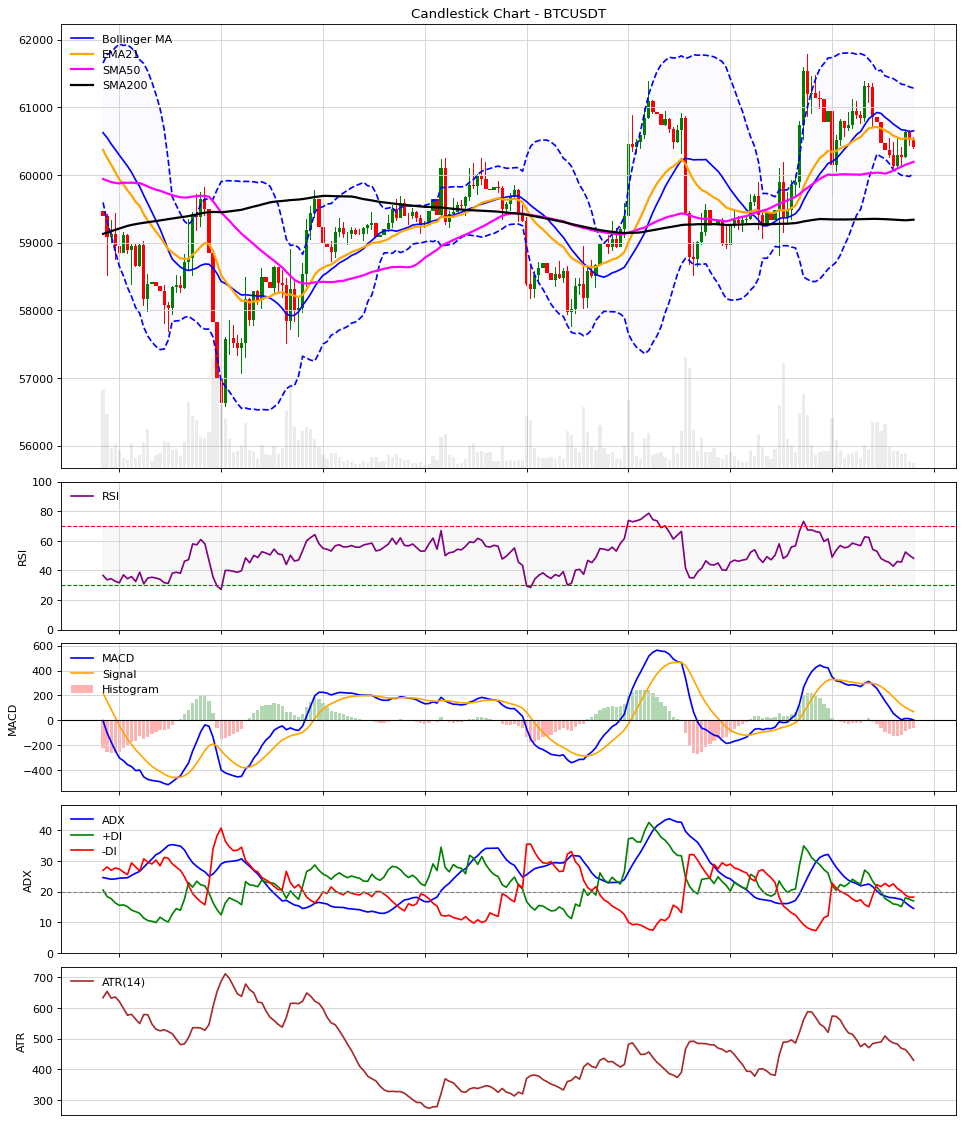 Candlestick Chart - BTCUSDT
62000
61000
60000
59000
58000
57000
56000
Bollinger MA
EMA21
SMA50
SMA200
100
80
60
40
20
0
RSI
RSI
600
400
200
0
−200
−400
MACD
MACD
Signal
Histogram
40
30
20
10
0
ADX
ADX
+DI
-DI
700
600
500
400
300
ATR
ATR(14)